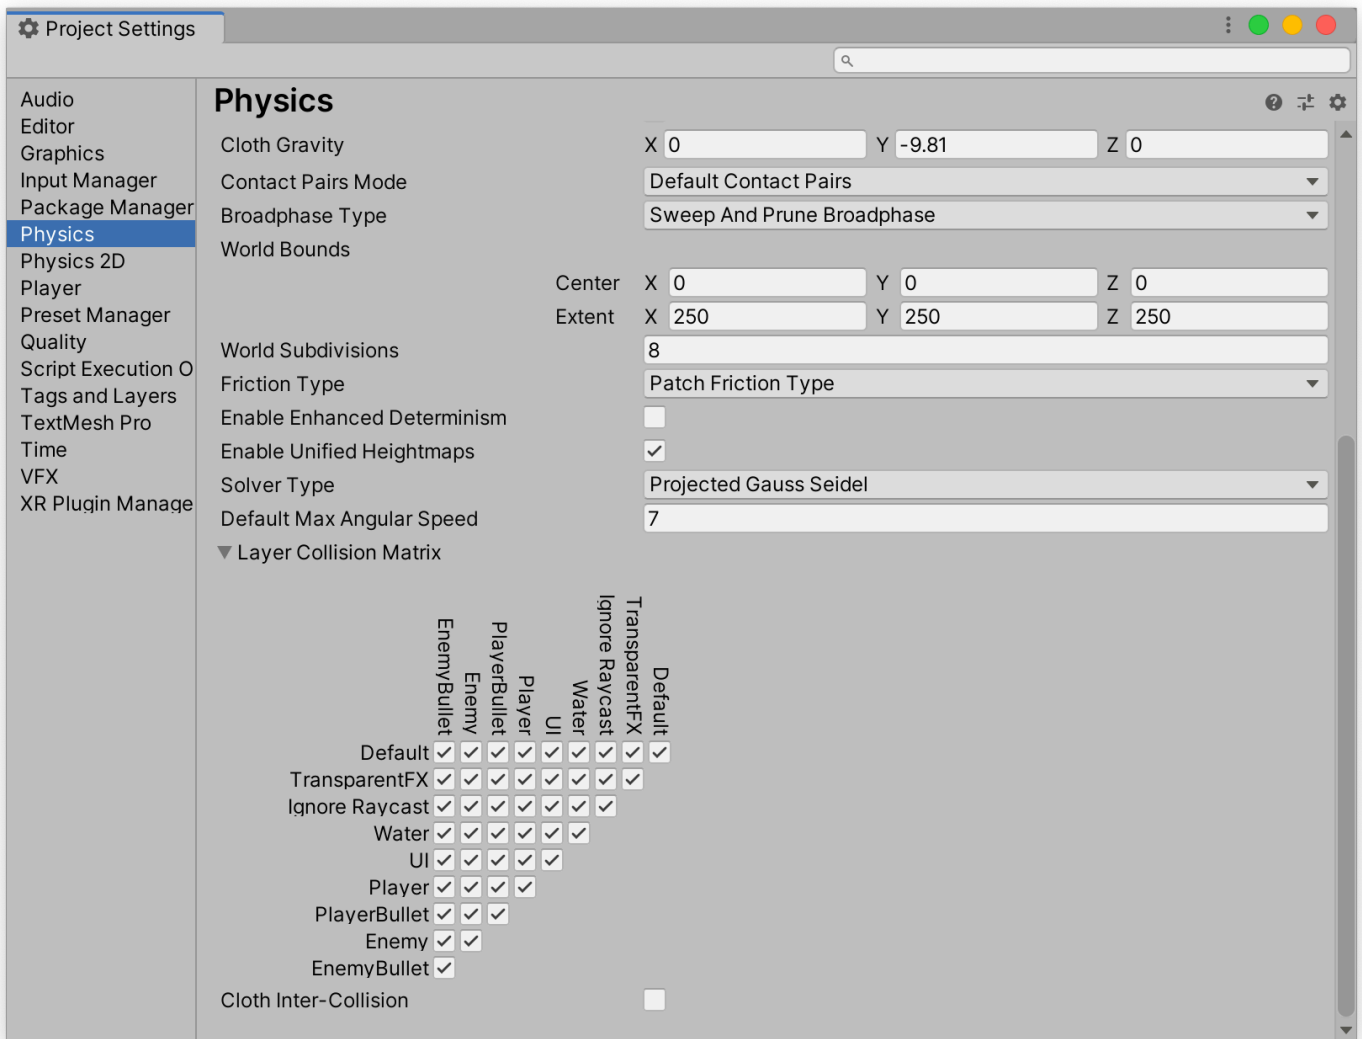 Project Settings
Audio
Editor
Graphics
Input Manager
Package Manager
Physics
Physics 2D
Player
Preset Manager
Quality
Script Execution O
Tags and Layers
TextMesh Pro
Time
VFX
XR Plugin Manage
Physics
Cloth Gravity X 0 Y -9.81 Z 0
Contact Pairs Mode Default Contact Pairs
Broadphase Type Sweep And Prune Broadphase
World Bounds
Center X 0 Y 0 Z 0
Extent X 250 Y 250 Z 250
World Subdivisions 8
Friction Type Patch Friction Type
Enable Enhanced Determinism
Enable Unified Heightmaps
Solver Type Projected Gauss Seidel
Default Max Angular Speed 7
Layer Collision Matrix
EnemyBullet
Enemy
PlayerBullet
Player
UI
Water
Ignore Raycast
TransparentFX
Default
Default
TransparentFX
Ignore Raycast
Water
UI
Player
PlayerBullet
Enemy
EnemyBullet
Cloth Inter-Collision